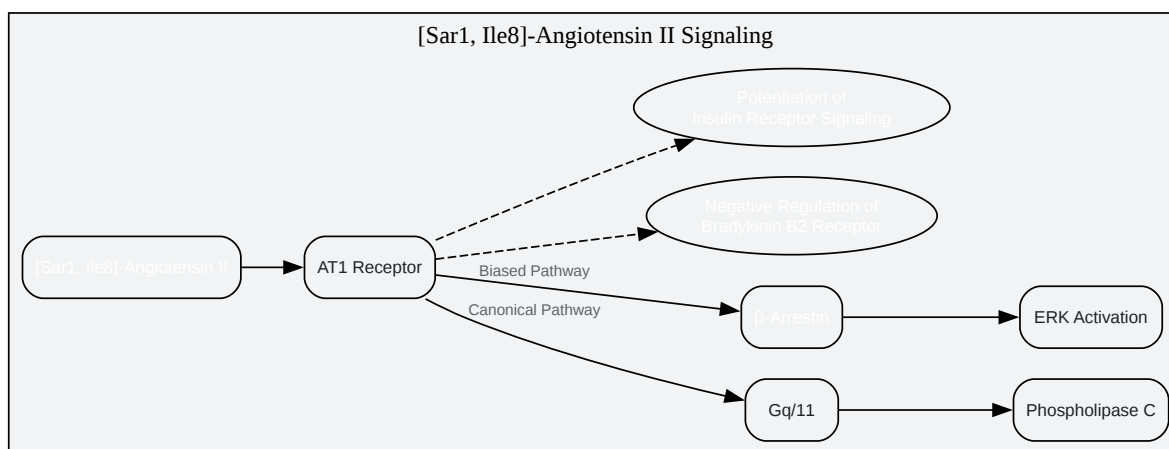 [Sar1, Ile8]-Angiotensin II Signaling
Potentiation of
Insulin Receptor Signaling
Negative Regulation of
Bradykinin B2 Receptor
[Sar1, Ile8]-Angiotensin II
AT1 Receptor
Biased Pathway
Canonical Pathway
β-Arrestin
ERK Activation
Gq/11
Phospholipase C